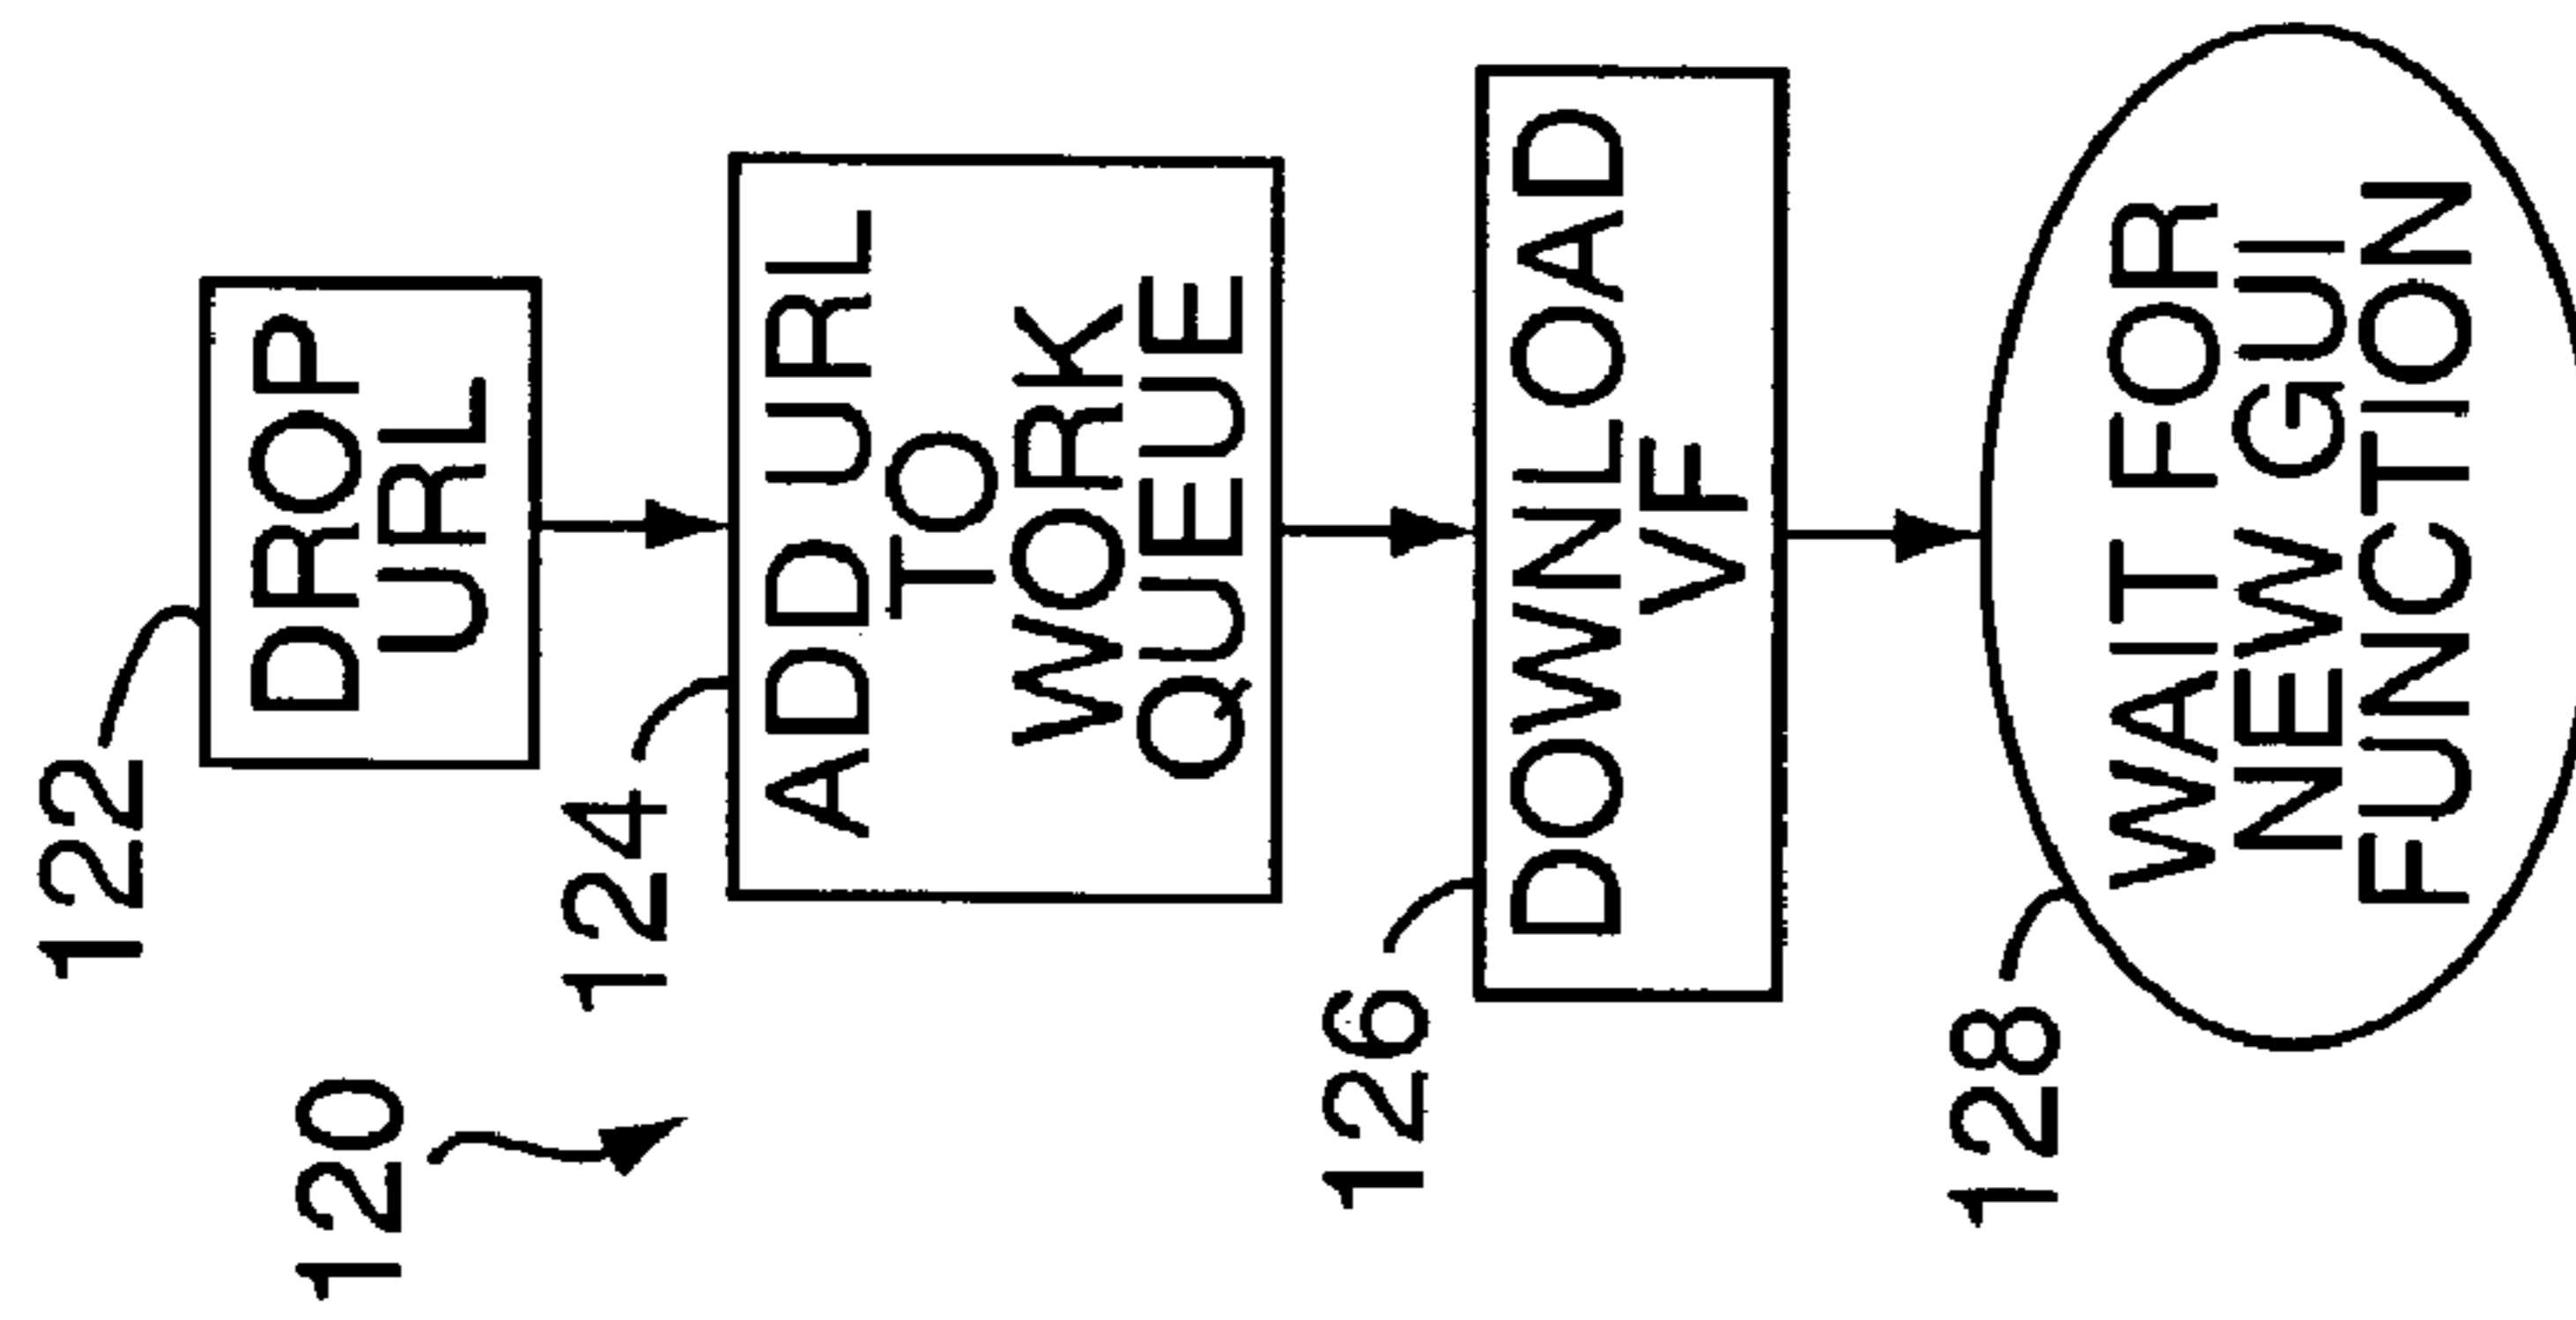 122
DROP
URL
120
124
ADD URL
TO
WORK
QUEUE
126
DOWNLOAD
VF
128
WAIT FOR
NEW GUI
FUNCTION